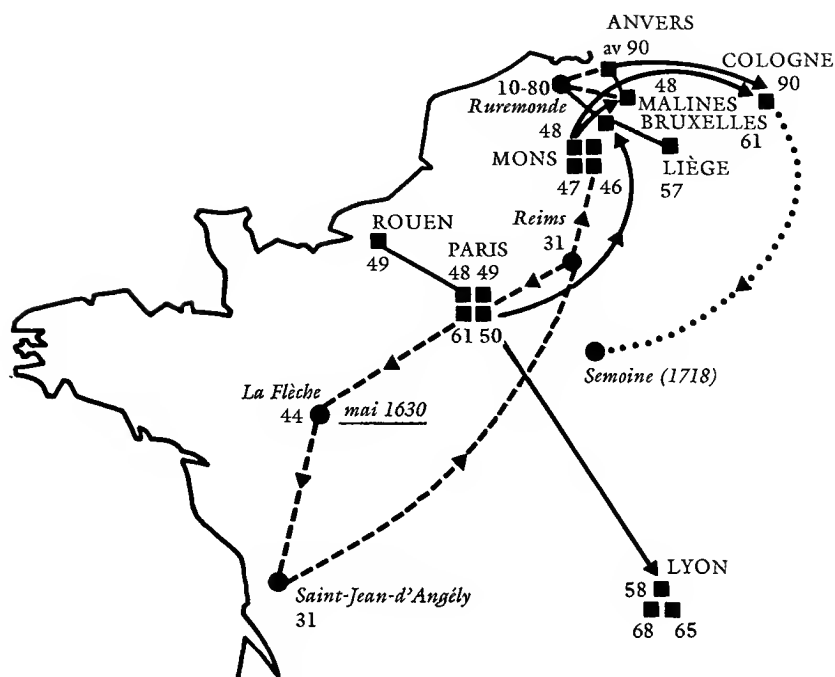 ANVERS
av 90
COLOGNE
90
10-80
48
Ruremonde
MALINES
48
BRUXELLES
61
MONS
LIÈGE
47
46
57
Reims
31
ROUEN
49
PARIS
48 49
61 50
Semoine (1718)
La Flèche
44
mai 1630
LYON
58
68
65
Saint-Jean-d'Angély
31